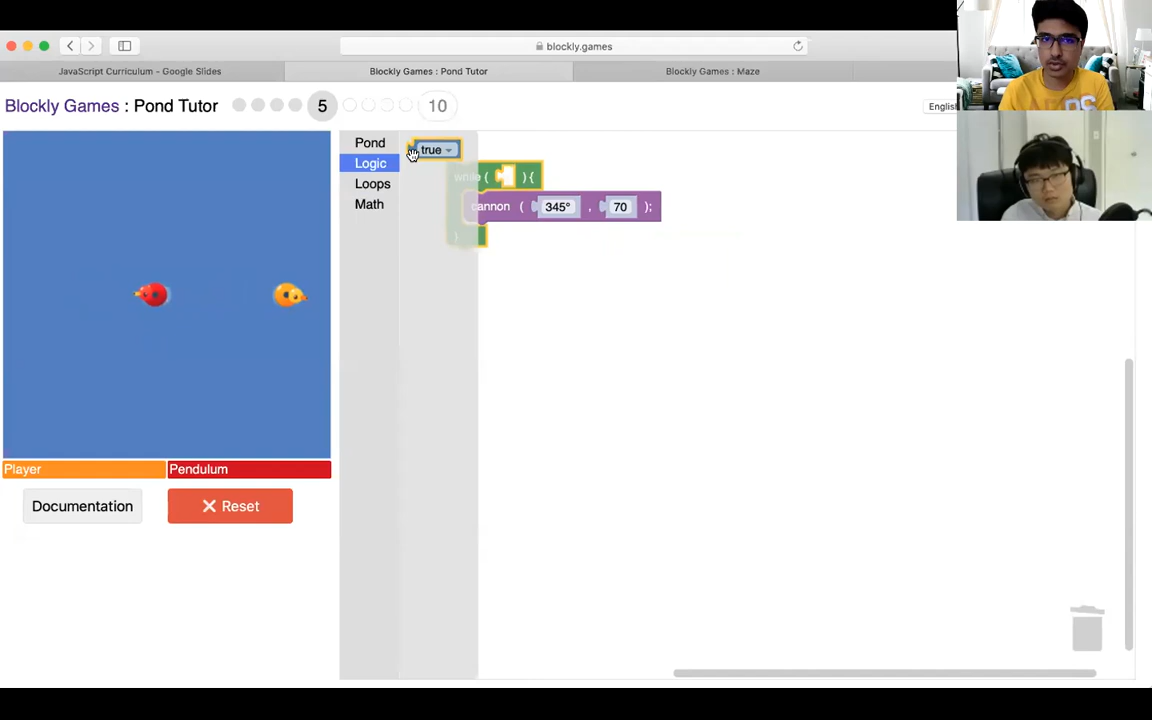 blockly.games
JavaScript Curriculum - Google Slides
Blockly Games : Pond Tutor
Blockly Games : Maze
Blockly Games : Pond Tutor
5
10
English
Pond
Logic
Loops
Math
true
while ( ) {
cannon ( 345° , 70 );
}
Player
Pendulum
Documentation
Reset